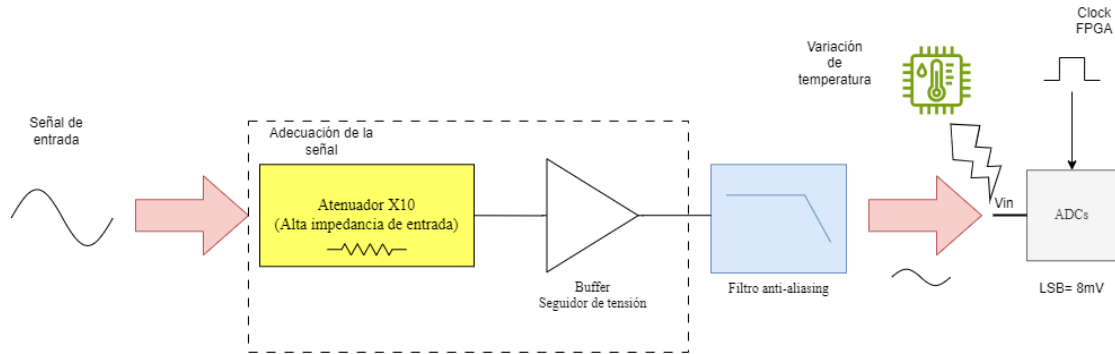 Señal de
entrada
Adecuación de la
señal
Atenuador X10
(Alta impedancia de entrada)
Buffer
Seguidor de tensión
Filtro anti-aliasing
Variación
de
temperatura
Clock
FPGA
Vin
ADCs
LSB= 8mV